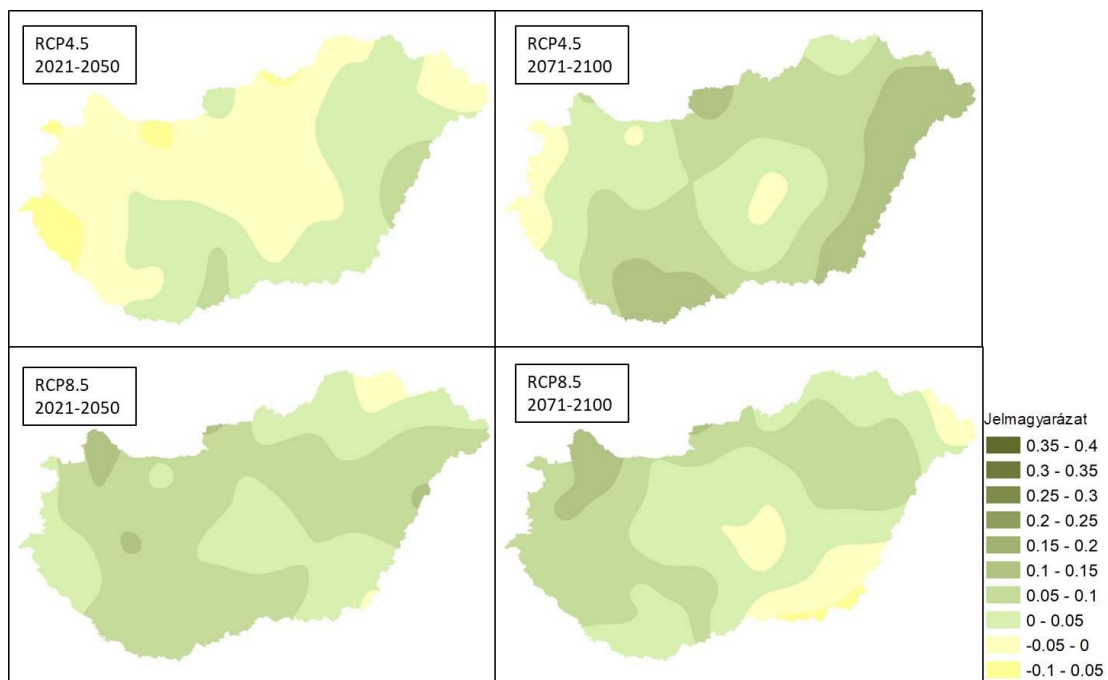 RCP4.5
2021-2050
RCP4.5
2071-2100
RCP8.5
2021-2050
RCP8.5
2071-2100
Jelmagyarázat
0.35 - 0.4
0.3 - 0.35
0.25 - 0.3
0.2 - 0.25
0.15 - 0.2
0.1 - 0.15
0.05 - 0.1
0 - 0.05
-0.05 - 0
-0.1 - 0.05